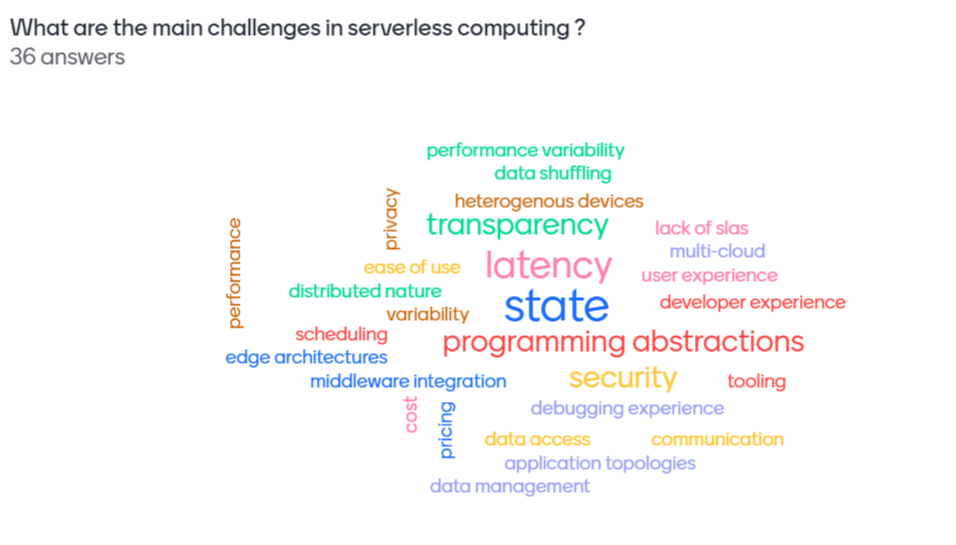 What are the main challenges in serverless computing ?
36 answers
performance variability
data shuffling
heterogenous devices
privacy
transparency
lack of slas
performance
multi-cloud
ease of use
latency
user experience
distributed nature
state
developer experience
variability
scheduling
programming abstractions
edge architectures
middleware integration
security
tooling
cost
pricing
debugging experience
data access
communication
application topologies
data management